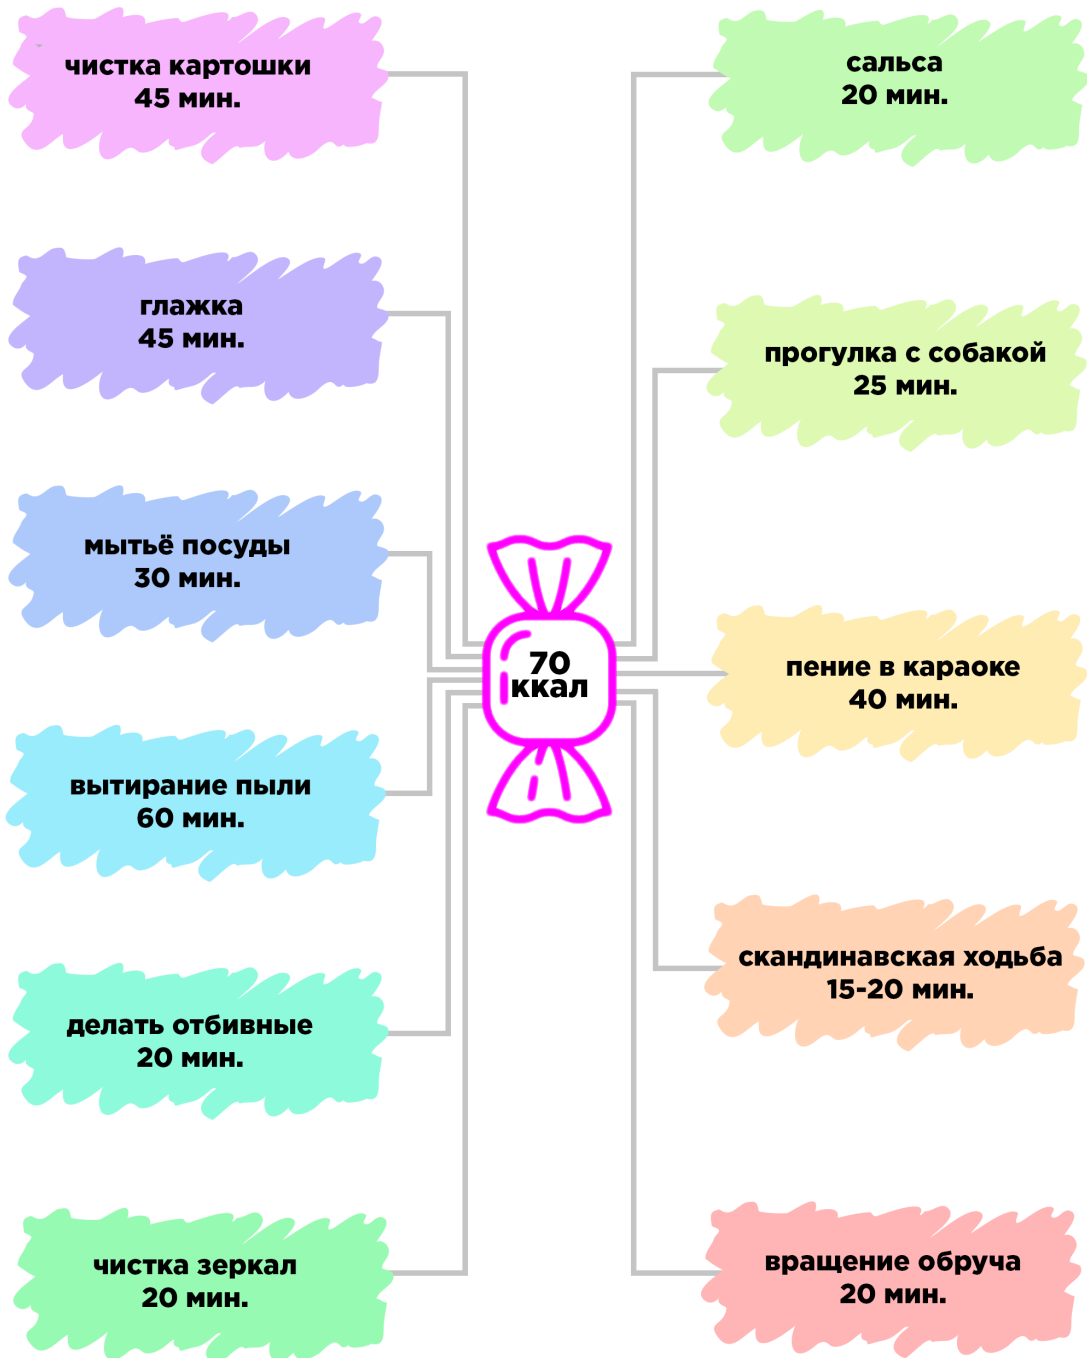 чистка картошки
45 мин.
глажка
45 мин.
мытьё посуды
30 мин.
вытирание пыли
60 мин.
делать отбивные
20 мин.
чистка зеркал
20 мин.
70
ккал
сальса
20 мин.
прогулка с собакой
25 мин.
пение в караоке
40 мин.
скандинавская ходьба
15-20 мин.
вращение обруча
20 мин.